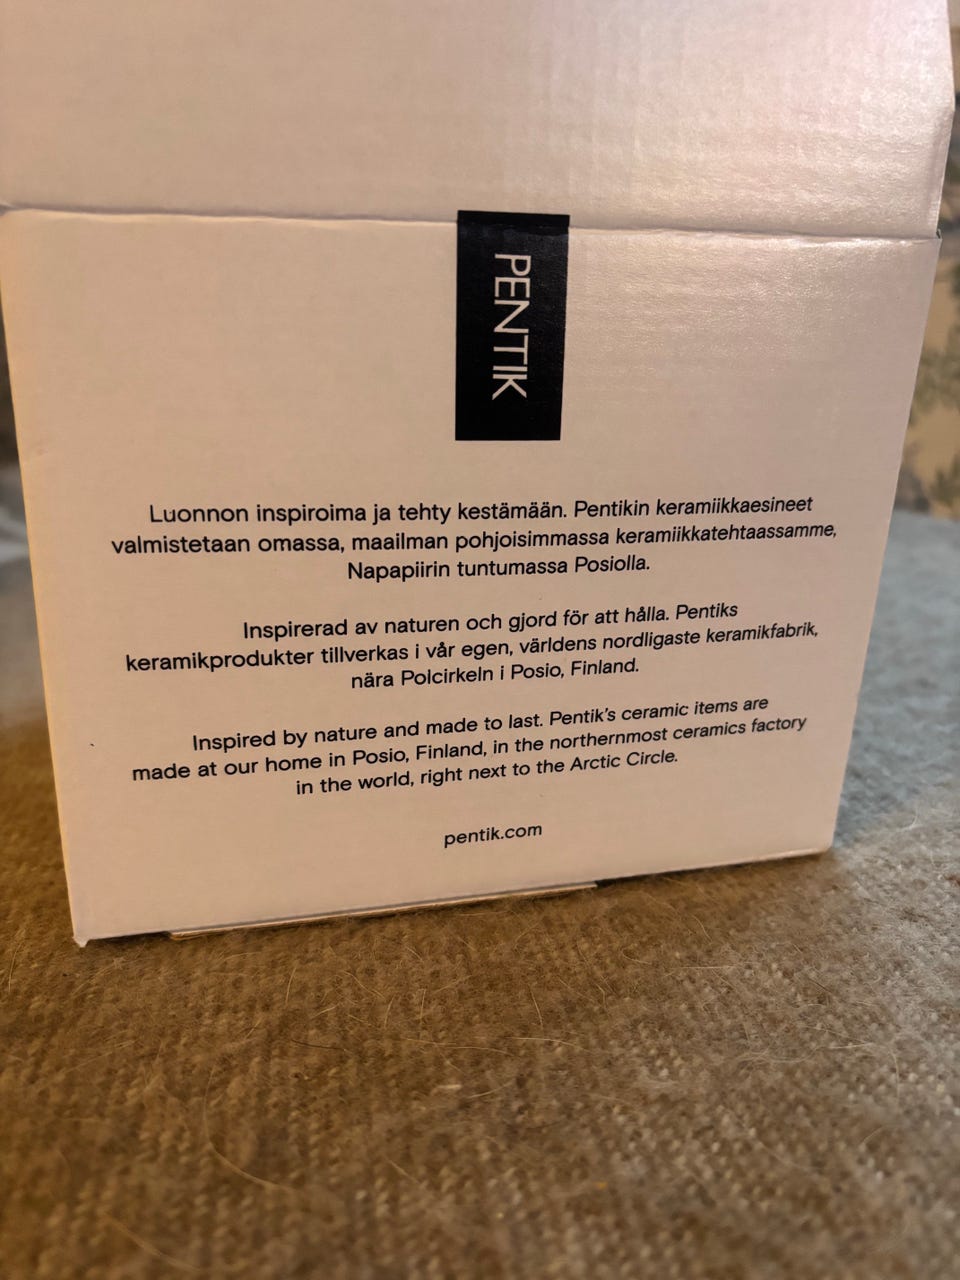 PENTIK
Luonnon inspiroima ja tehty kestämään. Pentikin keramiikkaesineet
valmistetaan omassa, maailman pohjoisimmassa keramiikkatehtaassamme,
Napapiirin tuntumassa Posiolla.
Inspirerad av naturen och gjord för att hålla. Pentiks
keramikprodukter tillverkas i vår egen, världens nordligaste keramikfabrik,
nära Polcirkeln i Posio, Finland.
Inspired by nature and made to last. Pentik's ceramic items are
made at our home in Posio, Finland, in the northernmost ceramics factory
in the world, right next to the Arctic Circle.
pentik.com